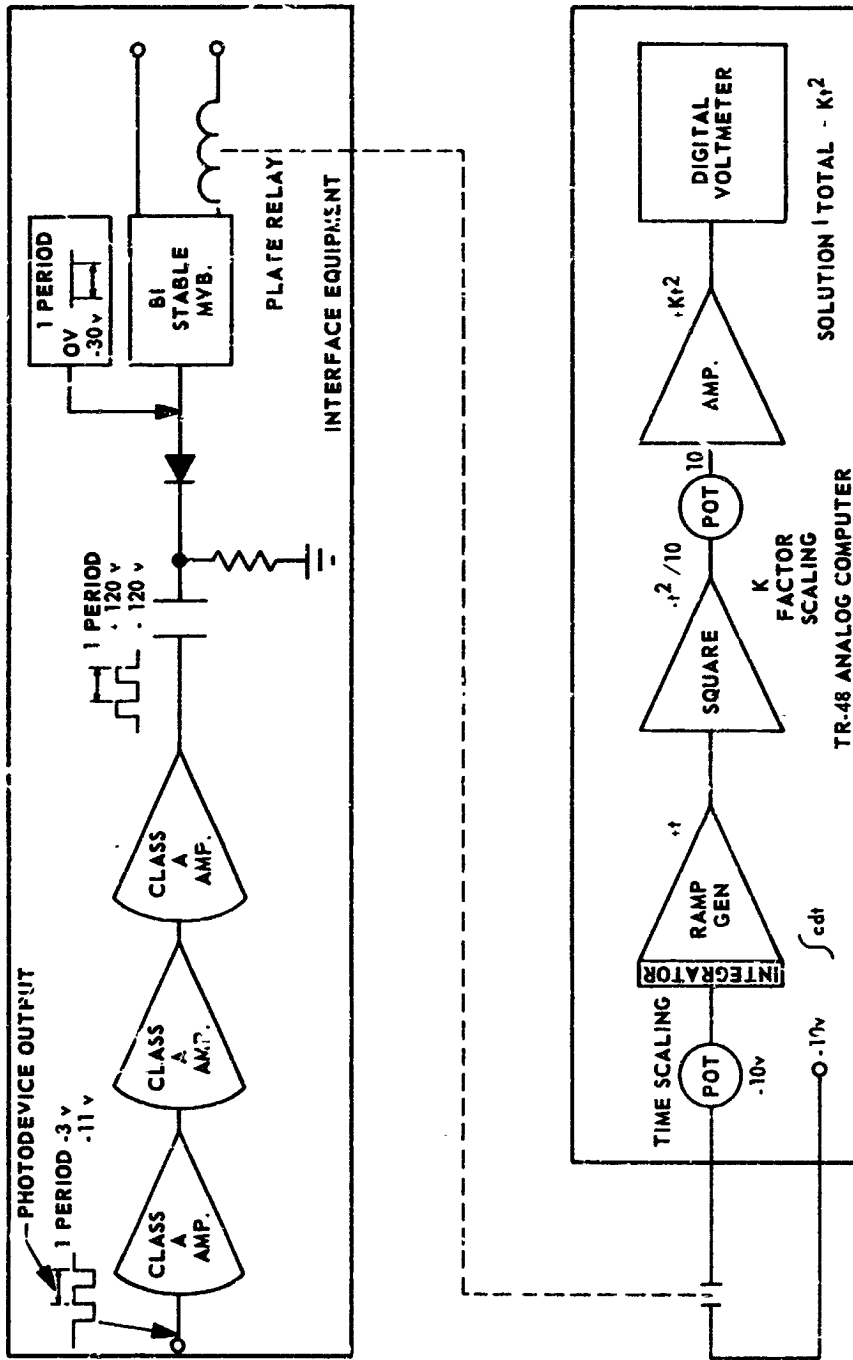 PHOTODEVICE OUTPUT
1 PERIOD -3 v
-11 v
CLASS
A
AMP.
CLASS
A
AMP.
CLASS
A
AMP.
1 PERIOD
+ 120 v
- 120 v
1 PERIOD
0V
-30 v
BI
STABLE
MVB.
PLATE RELAY
INTERFACE EQUIPMENT
TIME SCALING
POT
-10v
-10v
INTEGRATOR
RAMP
GEN
+t
∫ cdt
SQUARE
-t²/10
K
FACTOR
SCALING
POT
10
AMP.
+Kt²
DIGITAL
VOLTMETER
SOLUTION I TOTAL - Kt²
TR-48 ANALOG COMPUTER